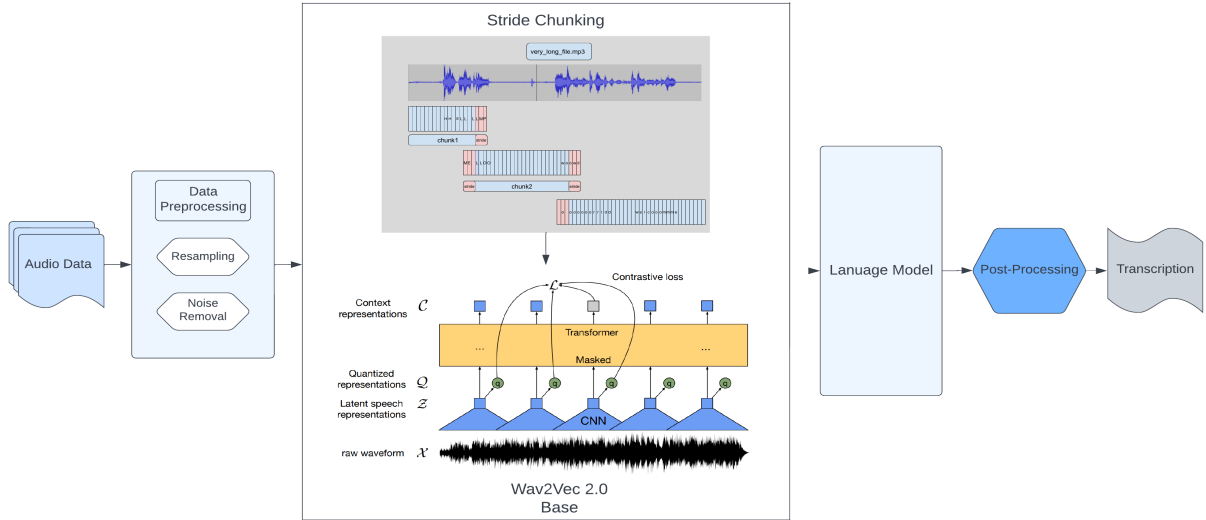 Stride Chunking
very_long_file.mp3
chunk1
stride
stride
chunk2
stride
Audio Data
Data
Preprocessing
Resampling
Noise
Removal
Contrastive loss
ℒ
Context
representations
𝒞
Transformer
...
...
Masked
Quantized
representations
𝒬
q
q
q
q
q
Latent speech
representations
𝒵
CNN
raw waveform
𝒳
Wav2Vec 2.0
Base
Lanuage Model
Post-Processing
Transcription